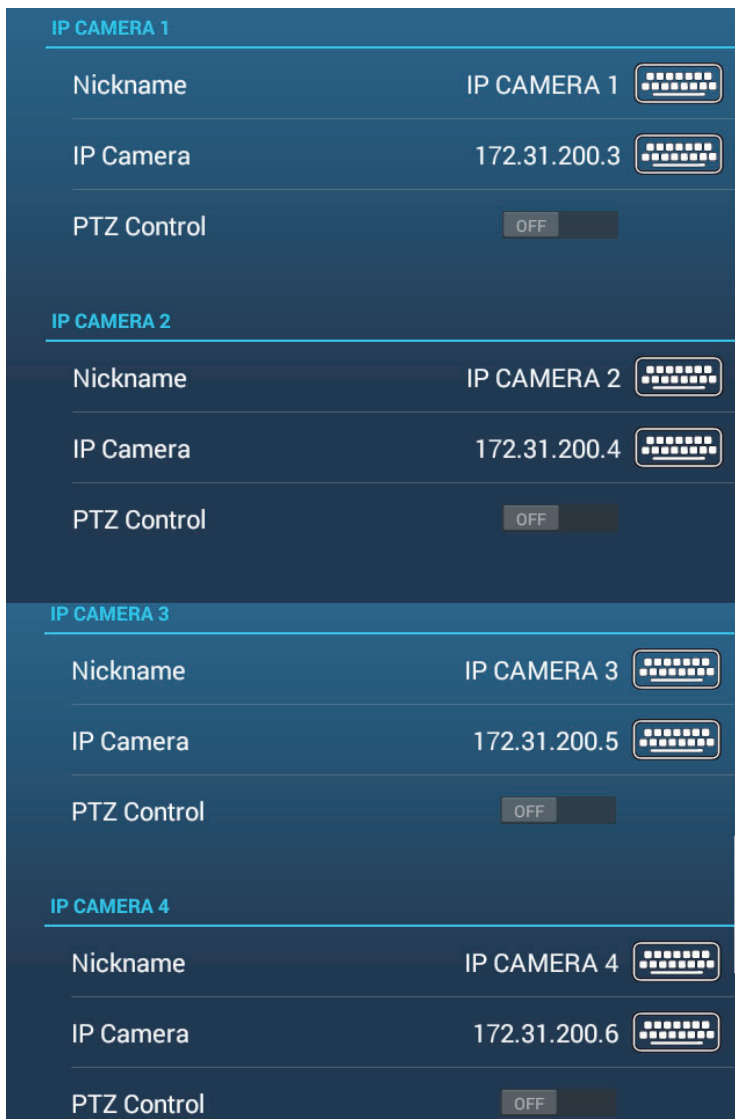 IP CAMERA 1
Nickname IP CAMERA 1
IP Camera 172.31.200.3
PTZ Control OFF
IP CAMERA 2
Nickname IP CAMERA 2
IP Camera 172.31.200.4
PTZ Control OFF
IP CAMERA 3
Nickname IP CAMERA 3
IP Camera 172.31.200.5
PTZ Control OFF
IP CAMERA 4
Nickname IP CAMERA 4
IP Camera 172.31.200.6
PTZ Control OFF